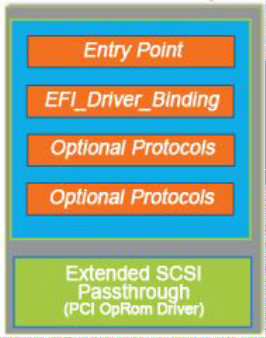 Entry Point
EFI_Driver_Binding
Optional Protocols
Optional Protocols
Extended SCSI
Passthrough
(PCI OpRom Driver)